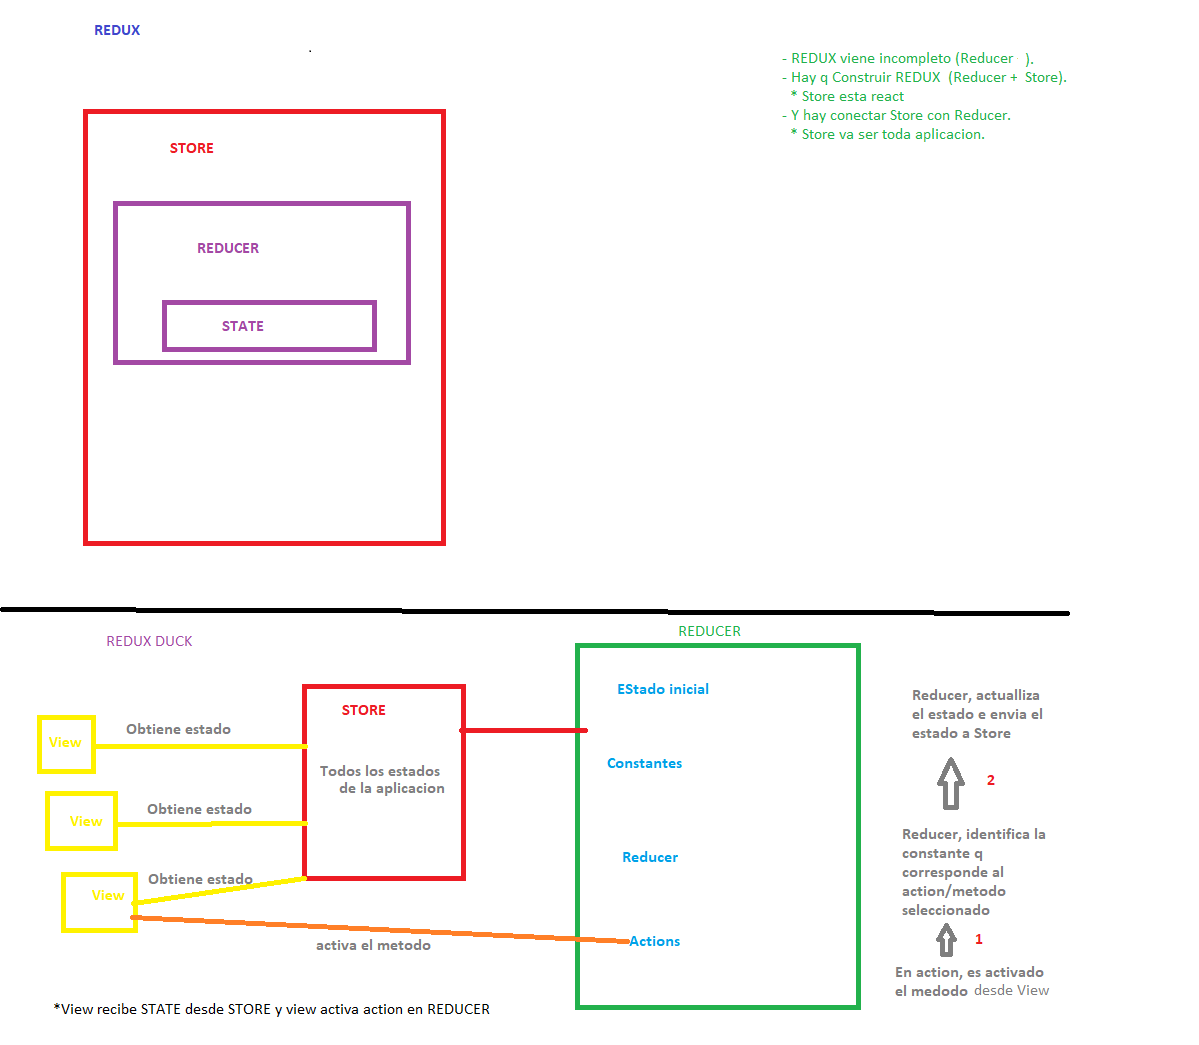 REDUX
- REDUX viene incompleto (Reducer   ).
- Hay q Construir REDUX  (Reducer +  Store).
* Store esta react
- Y hay conectar Store con Reducer.
* Store va ser toda aplicacion.
STORE
REDUCER
STATE
REDUX DUCK
REDUCER
STORE
Todos los estados
de la aplicacion
View
Obtiene estado
View
Obtiene estado
View
Obtiene estado
activa el metodo
EStado inicial
Constantes
Reducer
Actions
Reducer, actualliza
el estado e envia el
estado a Store
2
Reducer, identifica la
constante q
corresponde al
action/metodo
seleccionado
1
En action, es activado
el medodo desde View
*View recibe STATE desde STORE y view activa action en REDUCER